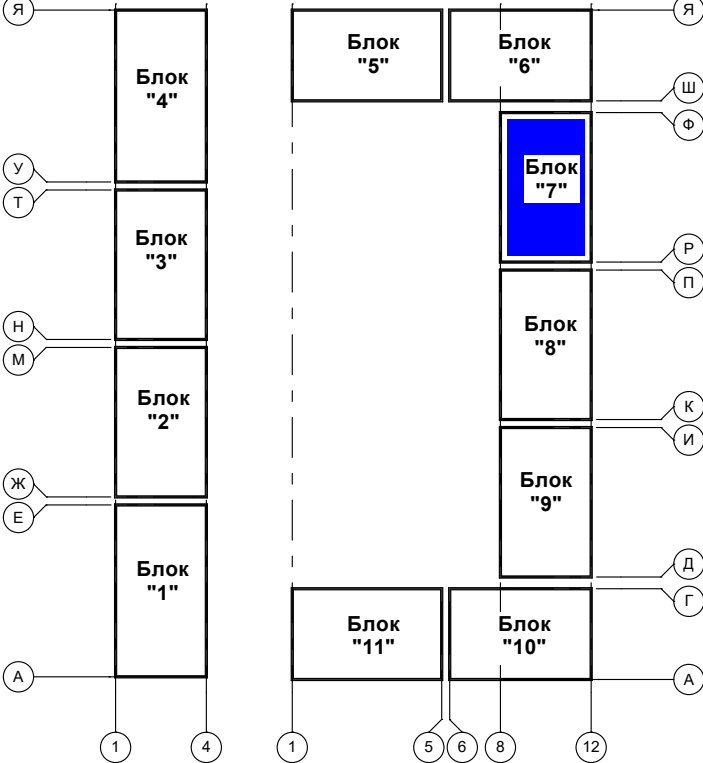 Я
Я
Блок
"4"
Блок
"5"
Блок
"6"
Ш
Ф
У
Т
Блок
"7"
Блок
"3"
Р
П
Н
М
Блок
"8"
Блок
"2"
К
И
Ж
Е
Блок
"9"
Блок
"1"
Д
Г
Блок
"11"
Блок
"10"
А
А
1
4
1
5
6
8
12